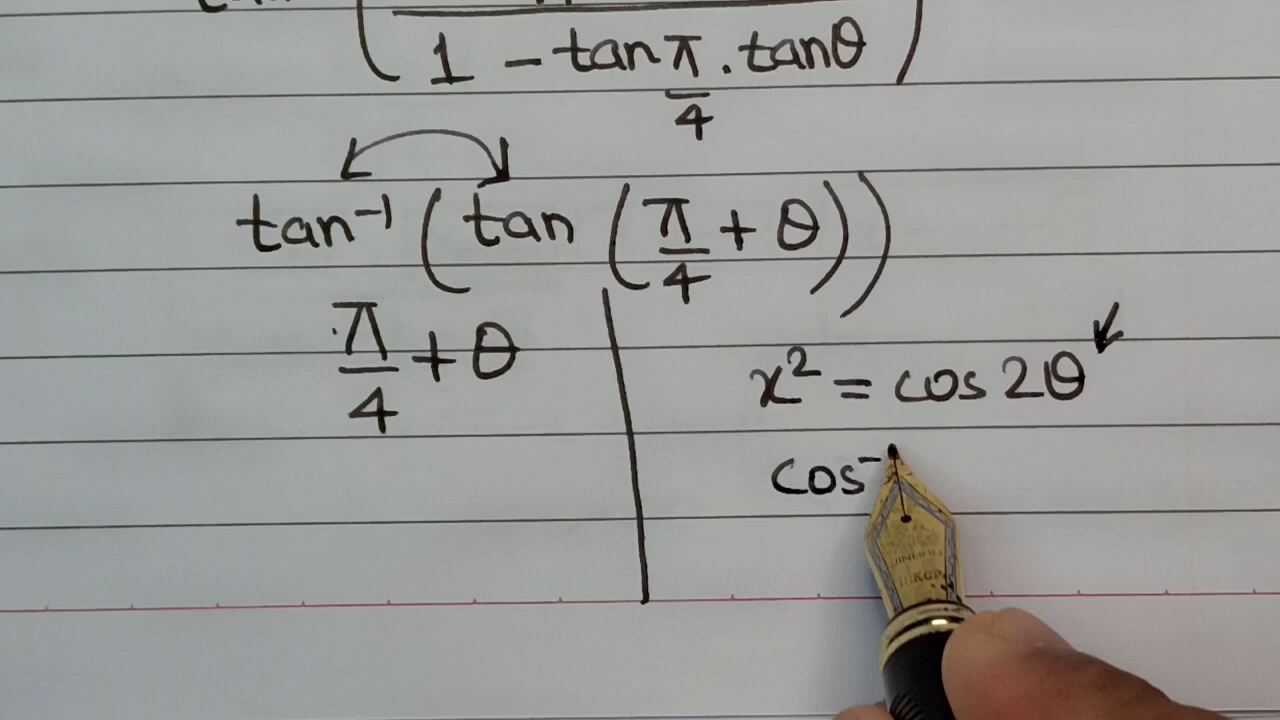 1 - tan π/4 . tanθ
tan⁻¹ ( tan ( π/4 + θ ) )
π/4 + θ
x² = cos 2θ
cos⁻